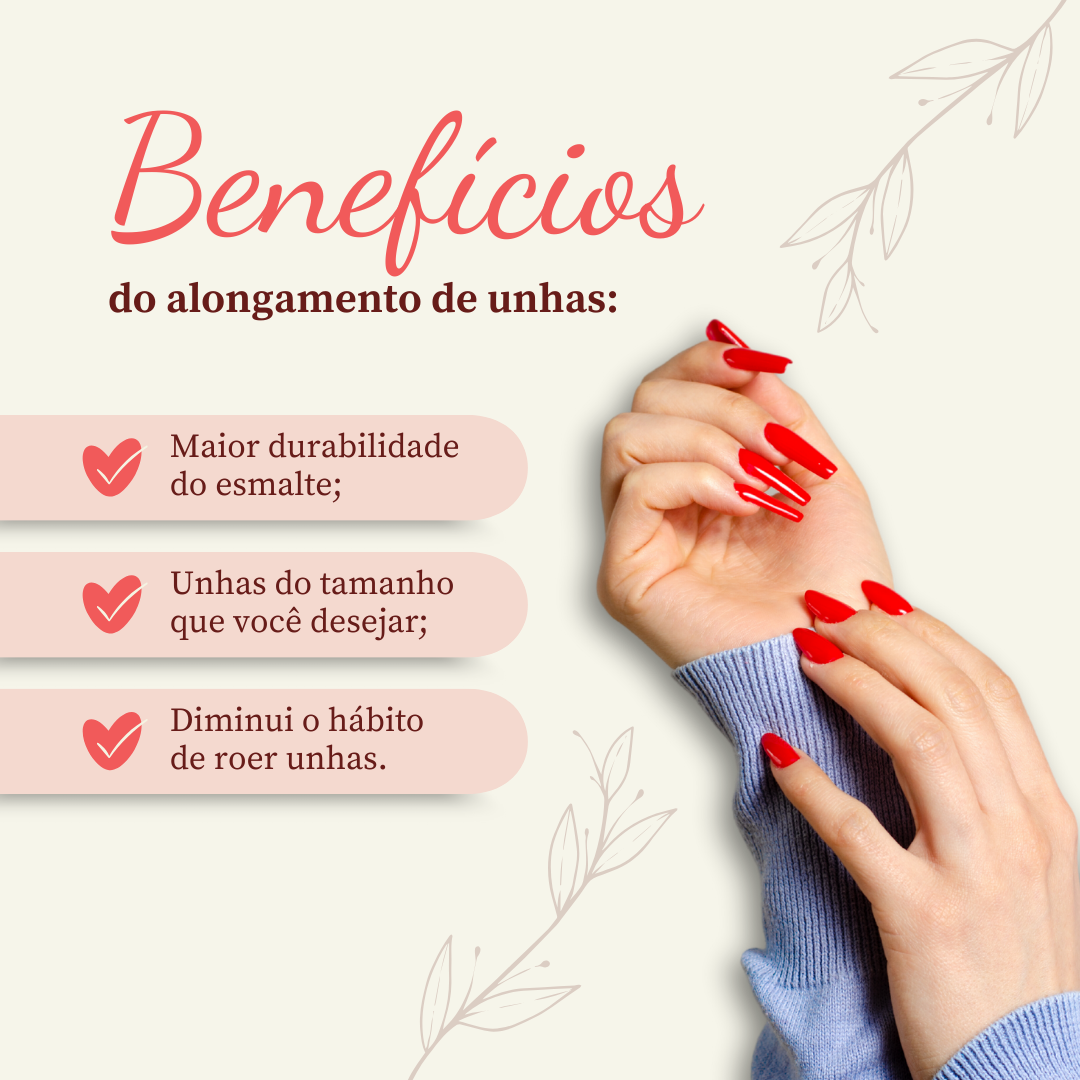 Benefícios
do alongamento de unhas:
Maior durabilidade
do esmalte;
Unhas do tamanho
que você desejar;
Diminui o hábito
de roer unhas.